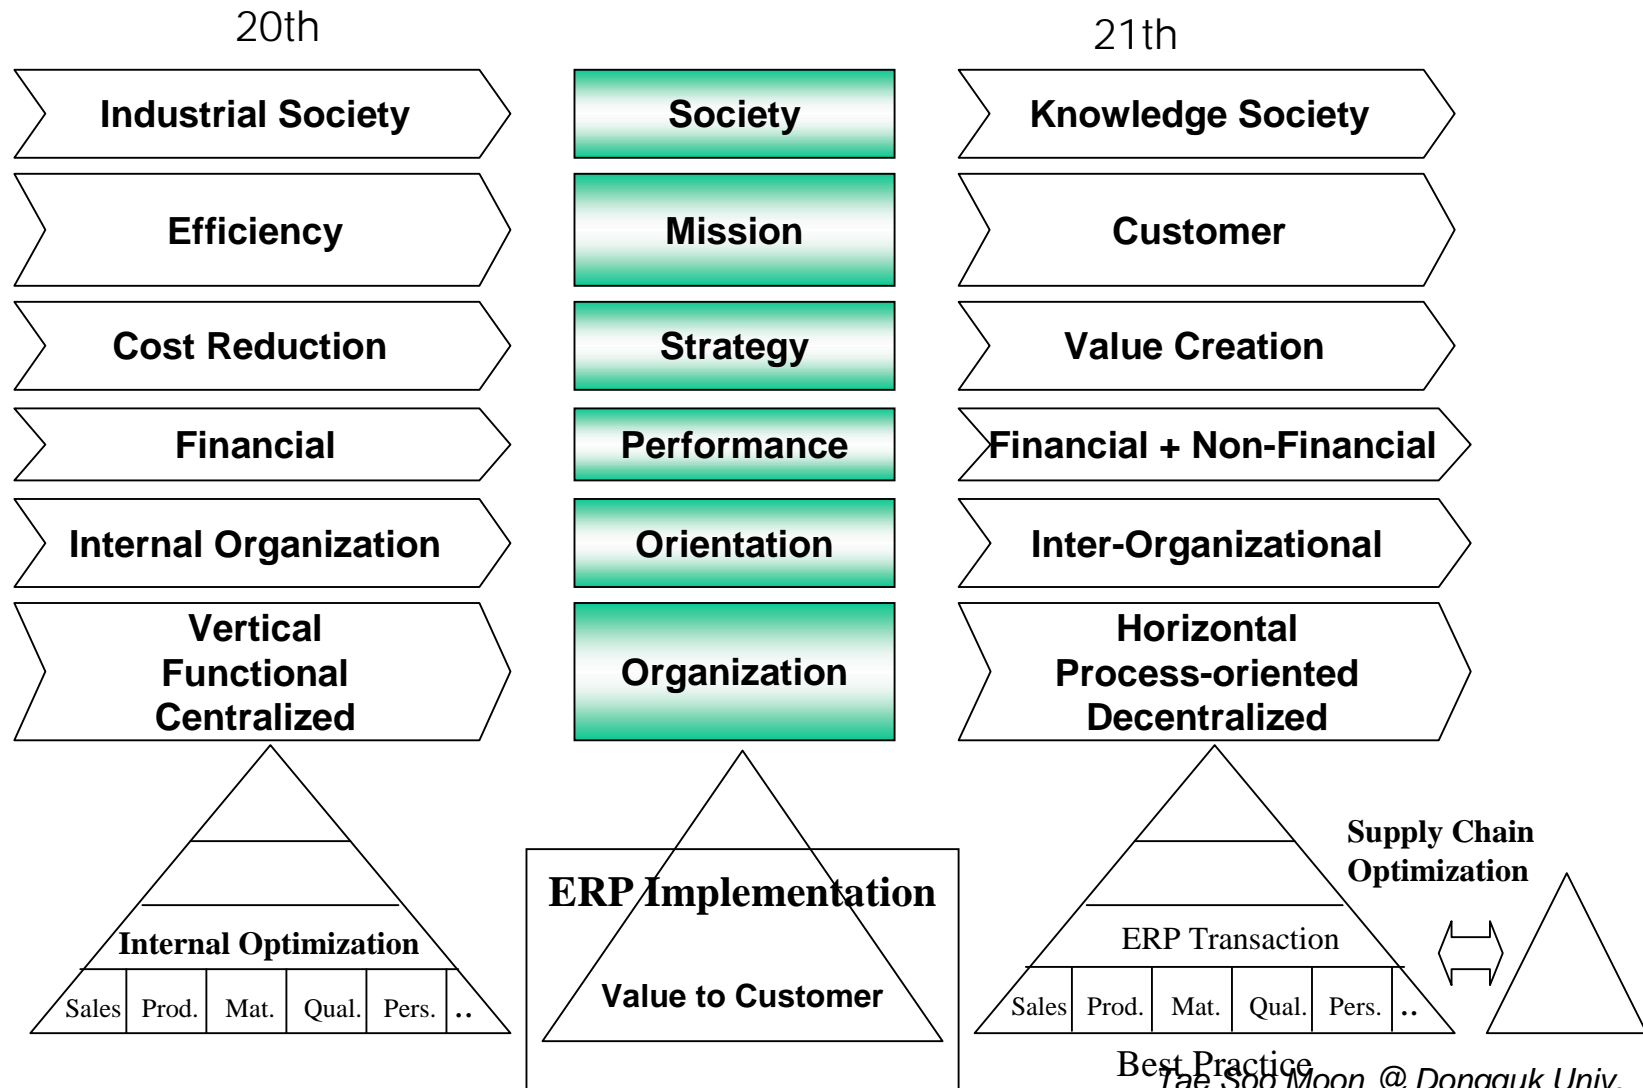 20th
21th
Industrial Society
Society
Knowledge Society
Efficiency
Mission
Customer
Cost Reduction
Strategy
Value Creation
Financial
Performance
Financial + Non-Financial
Internal Organization
Orientation
Inter-Organizational
Vertical
Functional
Centralized
Organization
Horizontal
Process-oriented
Decentralized
Internal Optimization
Sales Prod. Mat. Qual. Pers. ..
ERP Implementation
Value to Customer
ERP Transaction
Sales Prod. Mat. Qual. Pers. ..
Supply Chain
Optimization
Best Practice
Tae Soo Moon @ Dongguk Univ.